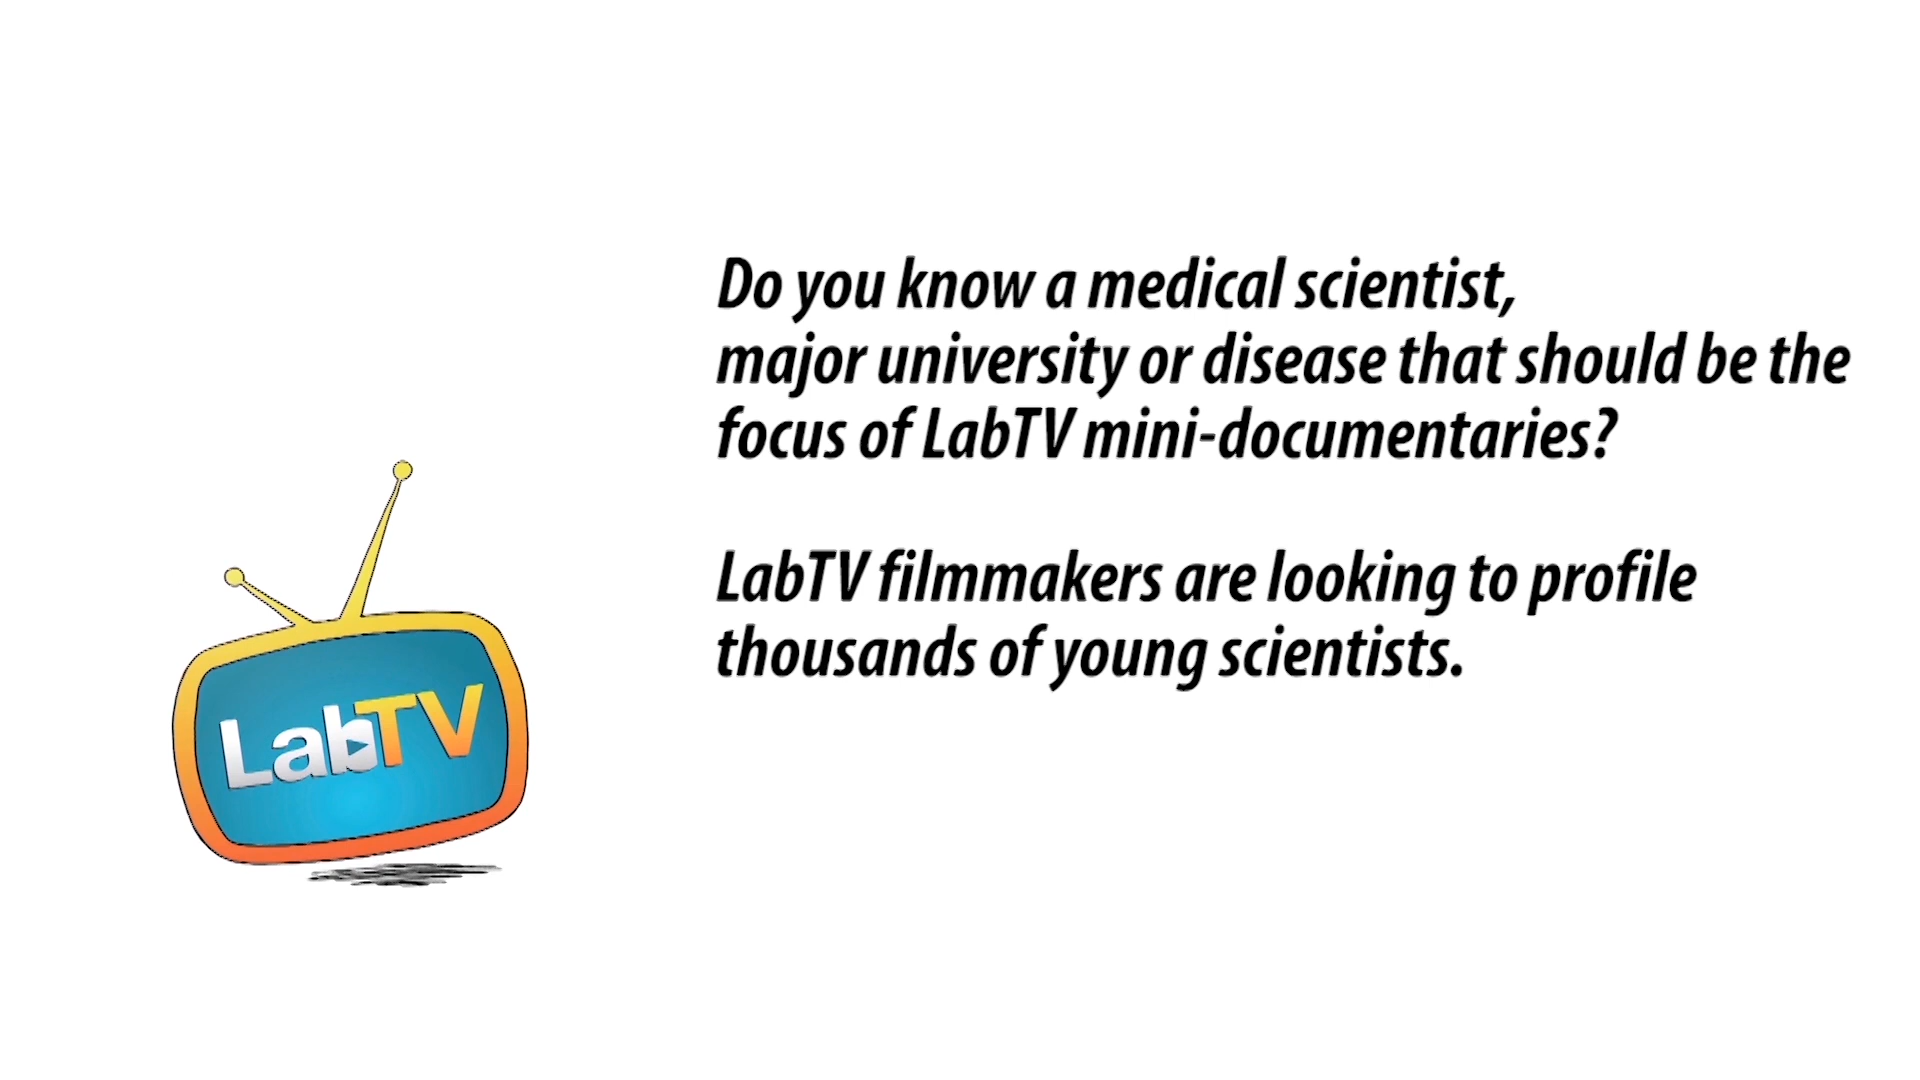 Do you know a medical scientist,
major university or disease that should be the
focus of LabTV mini-documentaries?
LabTV filmmakers are looking to profile
thousands of young scientists.
LabTV